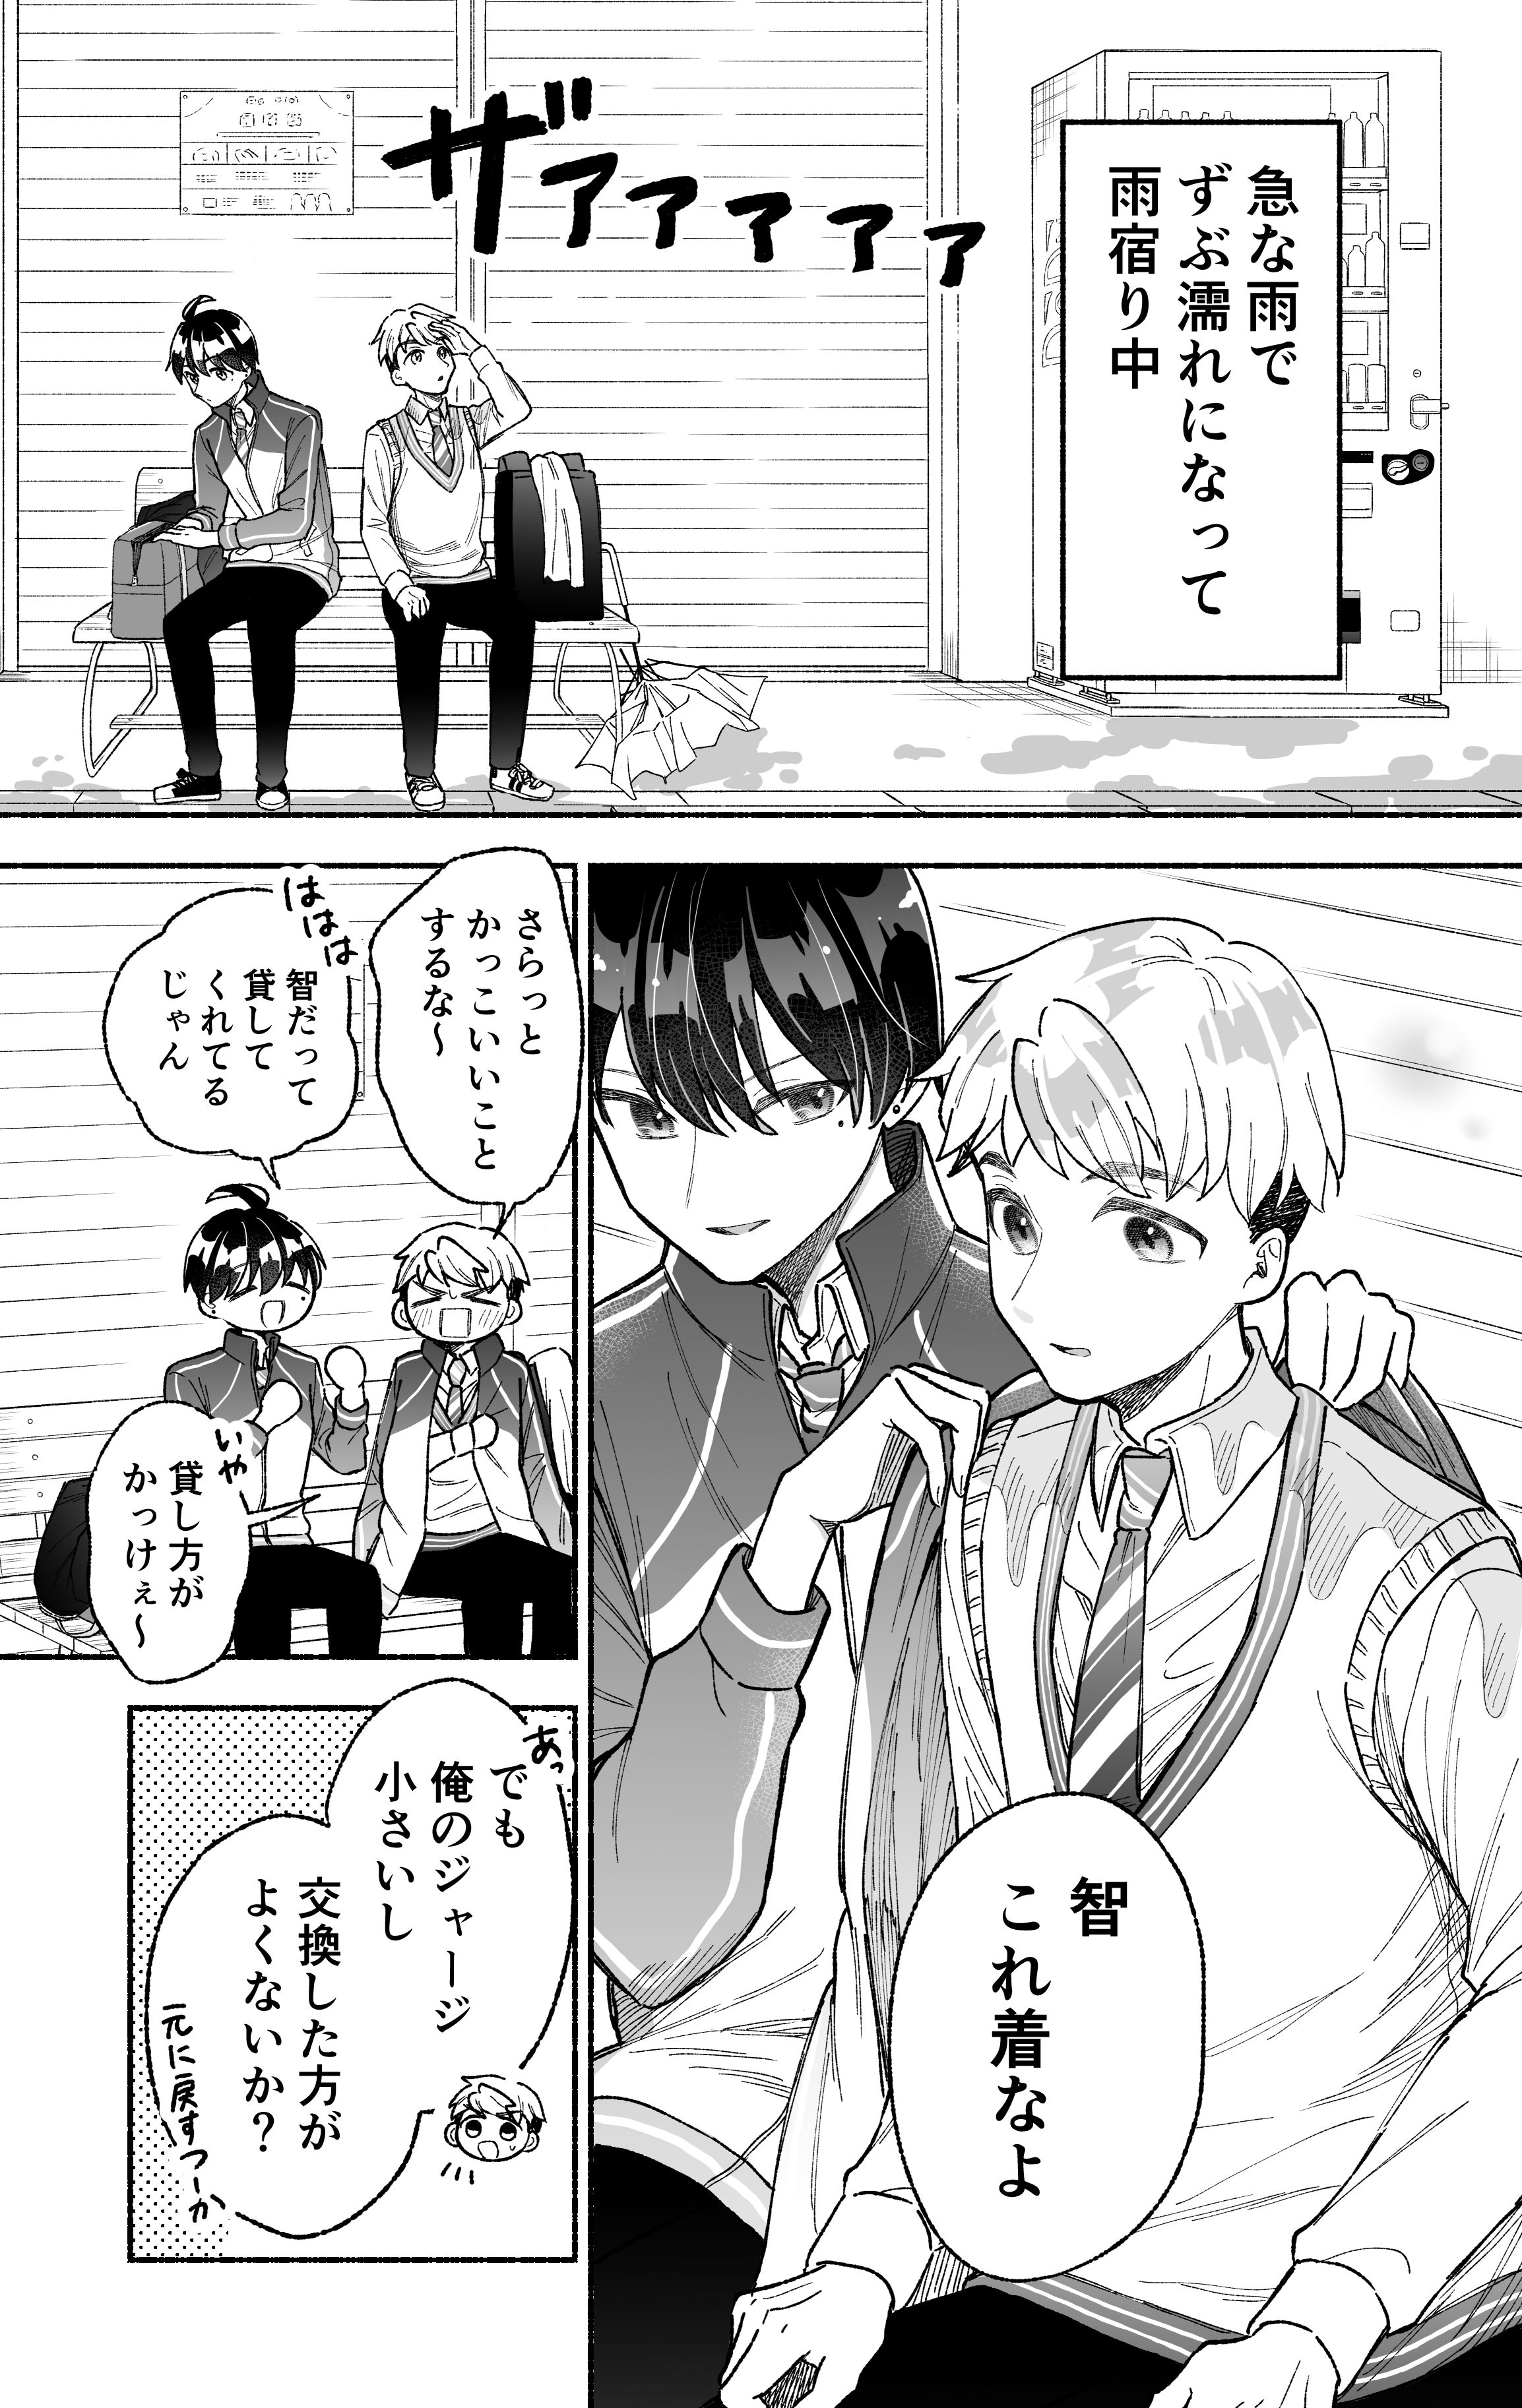 急な雨で
ずぶ濡れになって
雨宿り中
ザァァァァァ
智
これ着なよ
さらっと
かっこいいこと
するな〜
ははは
智だって
貸して
くれてる
じゃん
いや
貸し方が
かっけぇ〜
あっ
でも
俺のジャージ
小さいし
交換した方が
よくないか?
元に戻すつーか